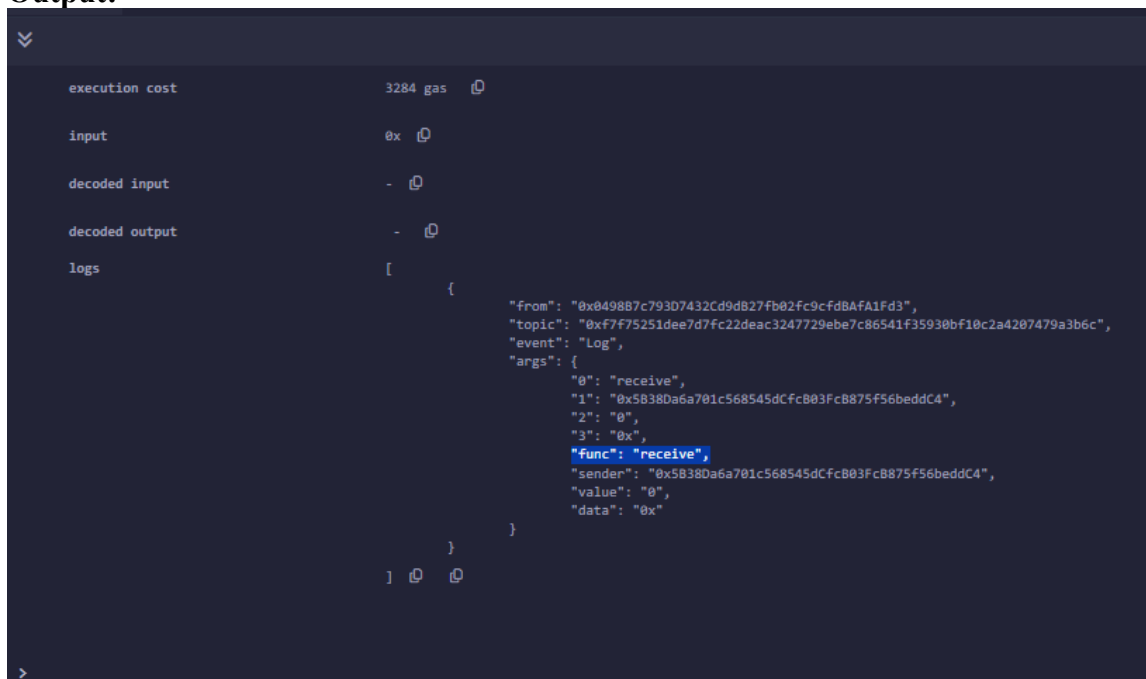 Output:
execution cost 3284 gas
input 0x
decoded input -
decoded output -
logs [
{
"from": "0x0498B7c793D7432Cd9dB27fb02fc9cfdBAfA1Fd3",
"topic": "0xf7f75251dee7d7fc22deac3247729ebe7c86541f35930bf10c2a4207479a3b6c",
"event": "Log",
"args": {
"0": "receive",
"1": "0x5B38Da6a701c568545dCfcB03FcB875f56beddC4",
"2": "0",
"3": "0x",
"func": "receive",
"sender": "0x5B38Da6a701c568545dCfcB03FcB875f56beddC4",
"value": "0",
"data": "0x"
}
}
]
>